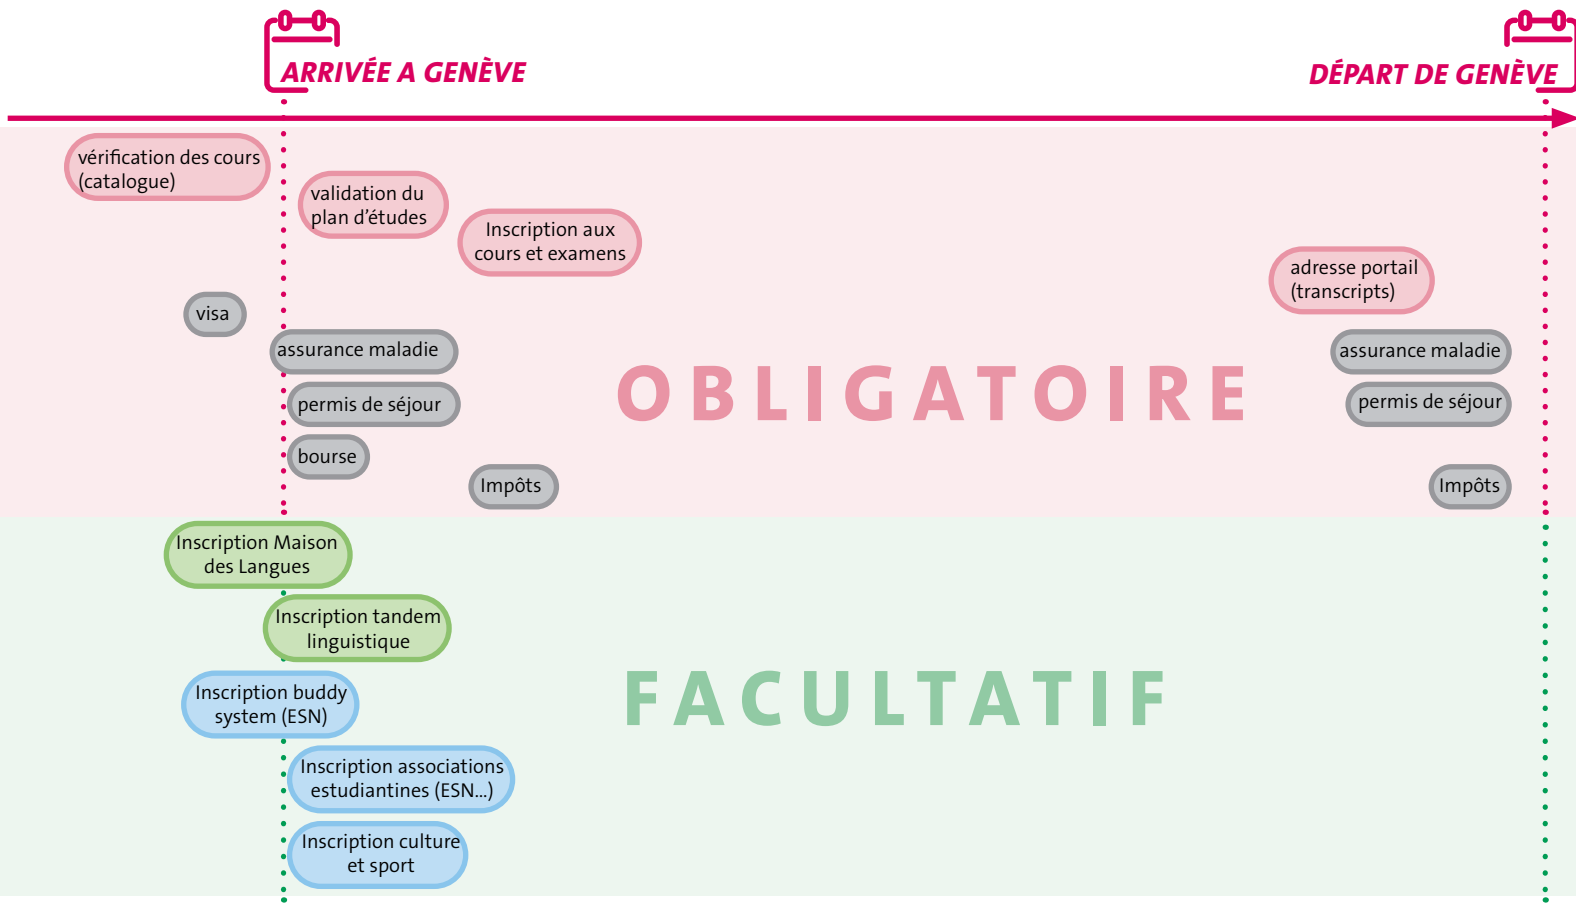 ARRIVÉE A GENÈVE
DÉPART DE GENÈVE
vérification des cours
(catalogue)
validation du
plan d’études
Inscription aux
cours et examens
adresse portail
(transcripts)
visa
assurance maladie
assurance maladie
OBLIGATOIRE
permis de séjour
permis de séjour
bourse
Impôts
Impôts
Inscription Maison
des Langues
Inscription tandem
linguistique
Inscription buddy
system (ESN)
FACULTATIF
Inscription associations
estudiantines (ESN...)
Inscription culture
et sport